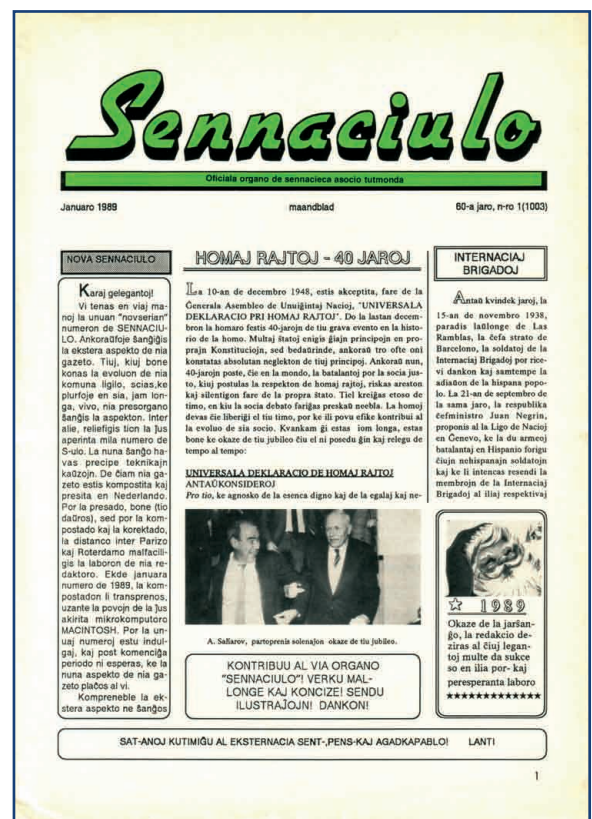 Sennaciulo
Oficiala organo de sennacieca asocio tutmonda
Januaro 1989
maandblad
60-a jaro, n-ro 1(1003)
NOVA SENNACIULO
Karaj gelegantoj!
Vi tenas en viaj ma-
noj la unuan "novserian"
numeron de SENNACIU-
LO. Ankoraŭfoje ŝanĝiĝis
la ekstera aspekto de nia
gazeto. Tiuj, kiuj bone
konas la evoluon de nia
komuna ligilo, scias,ke
plurfoje en sia, jam lon-
ga, vivo, nia presorgano
ŝanĝis la aspekton. Inter
alie, reliefigis tion la ĵus
aperinta mila numero de
S-ulo. La nuna ŝanĝo ha-
vas precipe teknikajn
kaŭzojn. De ĉiam nia ga-
zeto estis kompostita kaj
presita en Nederlando.
Por la presado, bone (tio
daŭros), sed por la kom-
postado kaj la korektado,
la distanco inter Parizo
kaj Roterdamo malfacili-
gis la laboron de nia re-
daktoro. Ekde januara
numero de 1989, la kom-
postadon li transprenos,
uzante la povojn de la ĵus
akirita mikrokomputoro
MACINTOSH. Por la un-
uaj numeroj estu indul-
gaj, kaj post komenciĝa
periodo ni esperas, ke la
nuna aspekto de nia ga-
zeto plaĉos al vi.
Kompreneble la ek-
stera aspekto ne ŝanĝos
HOMAJ RAJTOJ - 40 JAROJ
La 10-an de decembro 1948, estis akceptita, fare de la
Ĝenerala Asembleo de Unuiĝintaj Nacioj, "UNIVERSALA
DEKLARACIO PRI HOMAJ RAJTOJ". Do la lastan decem-
bron la homaro festis 40-jarojn de tiu grava evento en la histo-
rio de la homo. Multaj ŝtatoj enigis ĝiajn principojn en pro-
prajn Konstituciojn, sed bedaŭrinde, ankoraŭ tro ofte oni
konstatas absolutan neglekton de tiuj principoj. Ankoraŭ nun,
40-jarojn poste, ĉie en la mondo, la batalantoj por la socia jus-
to, kiuj postulas la respekton de homaj rajtoj, riskas areston
kaj silentigon fare de la propra ŝtato. Tiel kreiĝas etoso de
timo, en kiu la socia debato fariĝas preskaŭ neebla. La homoj
devas ĉie liberiĝi el tiu timo, por ke ili povu efike kontribui al
la evoluo de sia socio. Kvankam ĝi estas iom longa, estas
bone ke okaze de tiu jubileo ĉiu el ni posedu ĝin kaj relegu de
tempo al tempo:
UNIVERSALA DEKLARACIO DE HOMAJ RAJTOJ
ANTAŬKONSIDEROJ
Pro tio, ke agnosko de la esenca digno kaj de la egalaj kaj ne-
A. Saĥarov, partoprenis solenaĵon okaze de tiu jubileo.
KONTRIBUU AL VIA ORGANO
"SENNACIULO"! VERKU MAL-
LONGE KAJ KONCIZE! SENDU
ILUSTRAĴOJN! DANKON!
INTERNACIAJ
BRIGADOJ
Antaŭ kvindek jaroj, la
15-an de novembro 1938,
paradis laŭlonge de Las
Ramblas, la ĉefa strato de
Barcelono, la soldatoj de la
Internaciaj Brigadoj por rice-
vi dankon kaj samtempe la
adiaŭon de la hispana popo-
lo. La 21-an de septembro de
la sama jaro, la respublika
ĉefministro Juan Negrin,
proponis al la Ligo de Nacioj
en Ĝenevo, ke la du armeoj
batalantaj en Hispanio forigu
ĉiujn nehispanajn soldatojn
kaj ke li intencas resendi la
membrojn de la Internaciaj
Brigadoj al iliaj respektivaj
1989
Okaze de la jarŝan-
ĝo, la redakcio de-
ziras al ĉiuj legan-
toj multe da sukce
so en ilia por- kaj
peresperanta laboro
SAT-ANOJ KUTIMIĜU AL EKSTERNACIA SENT-,PENS-KAJ AGADKAPABLO! LANTI
1